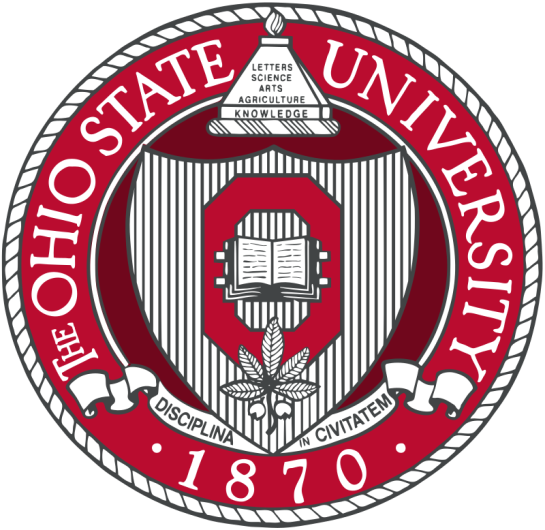 THE OHIO STATE UNIVERSITY
LETTERS
SCIENCE
ARTS
AGRICULTURE
KNOWLEDGE
DISCIPLINA IN CIVITATEM
· 1870 ·